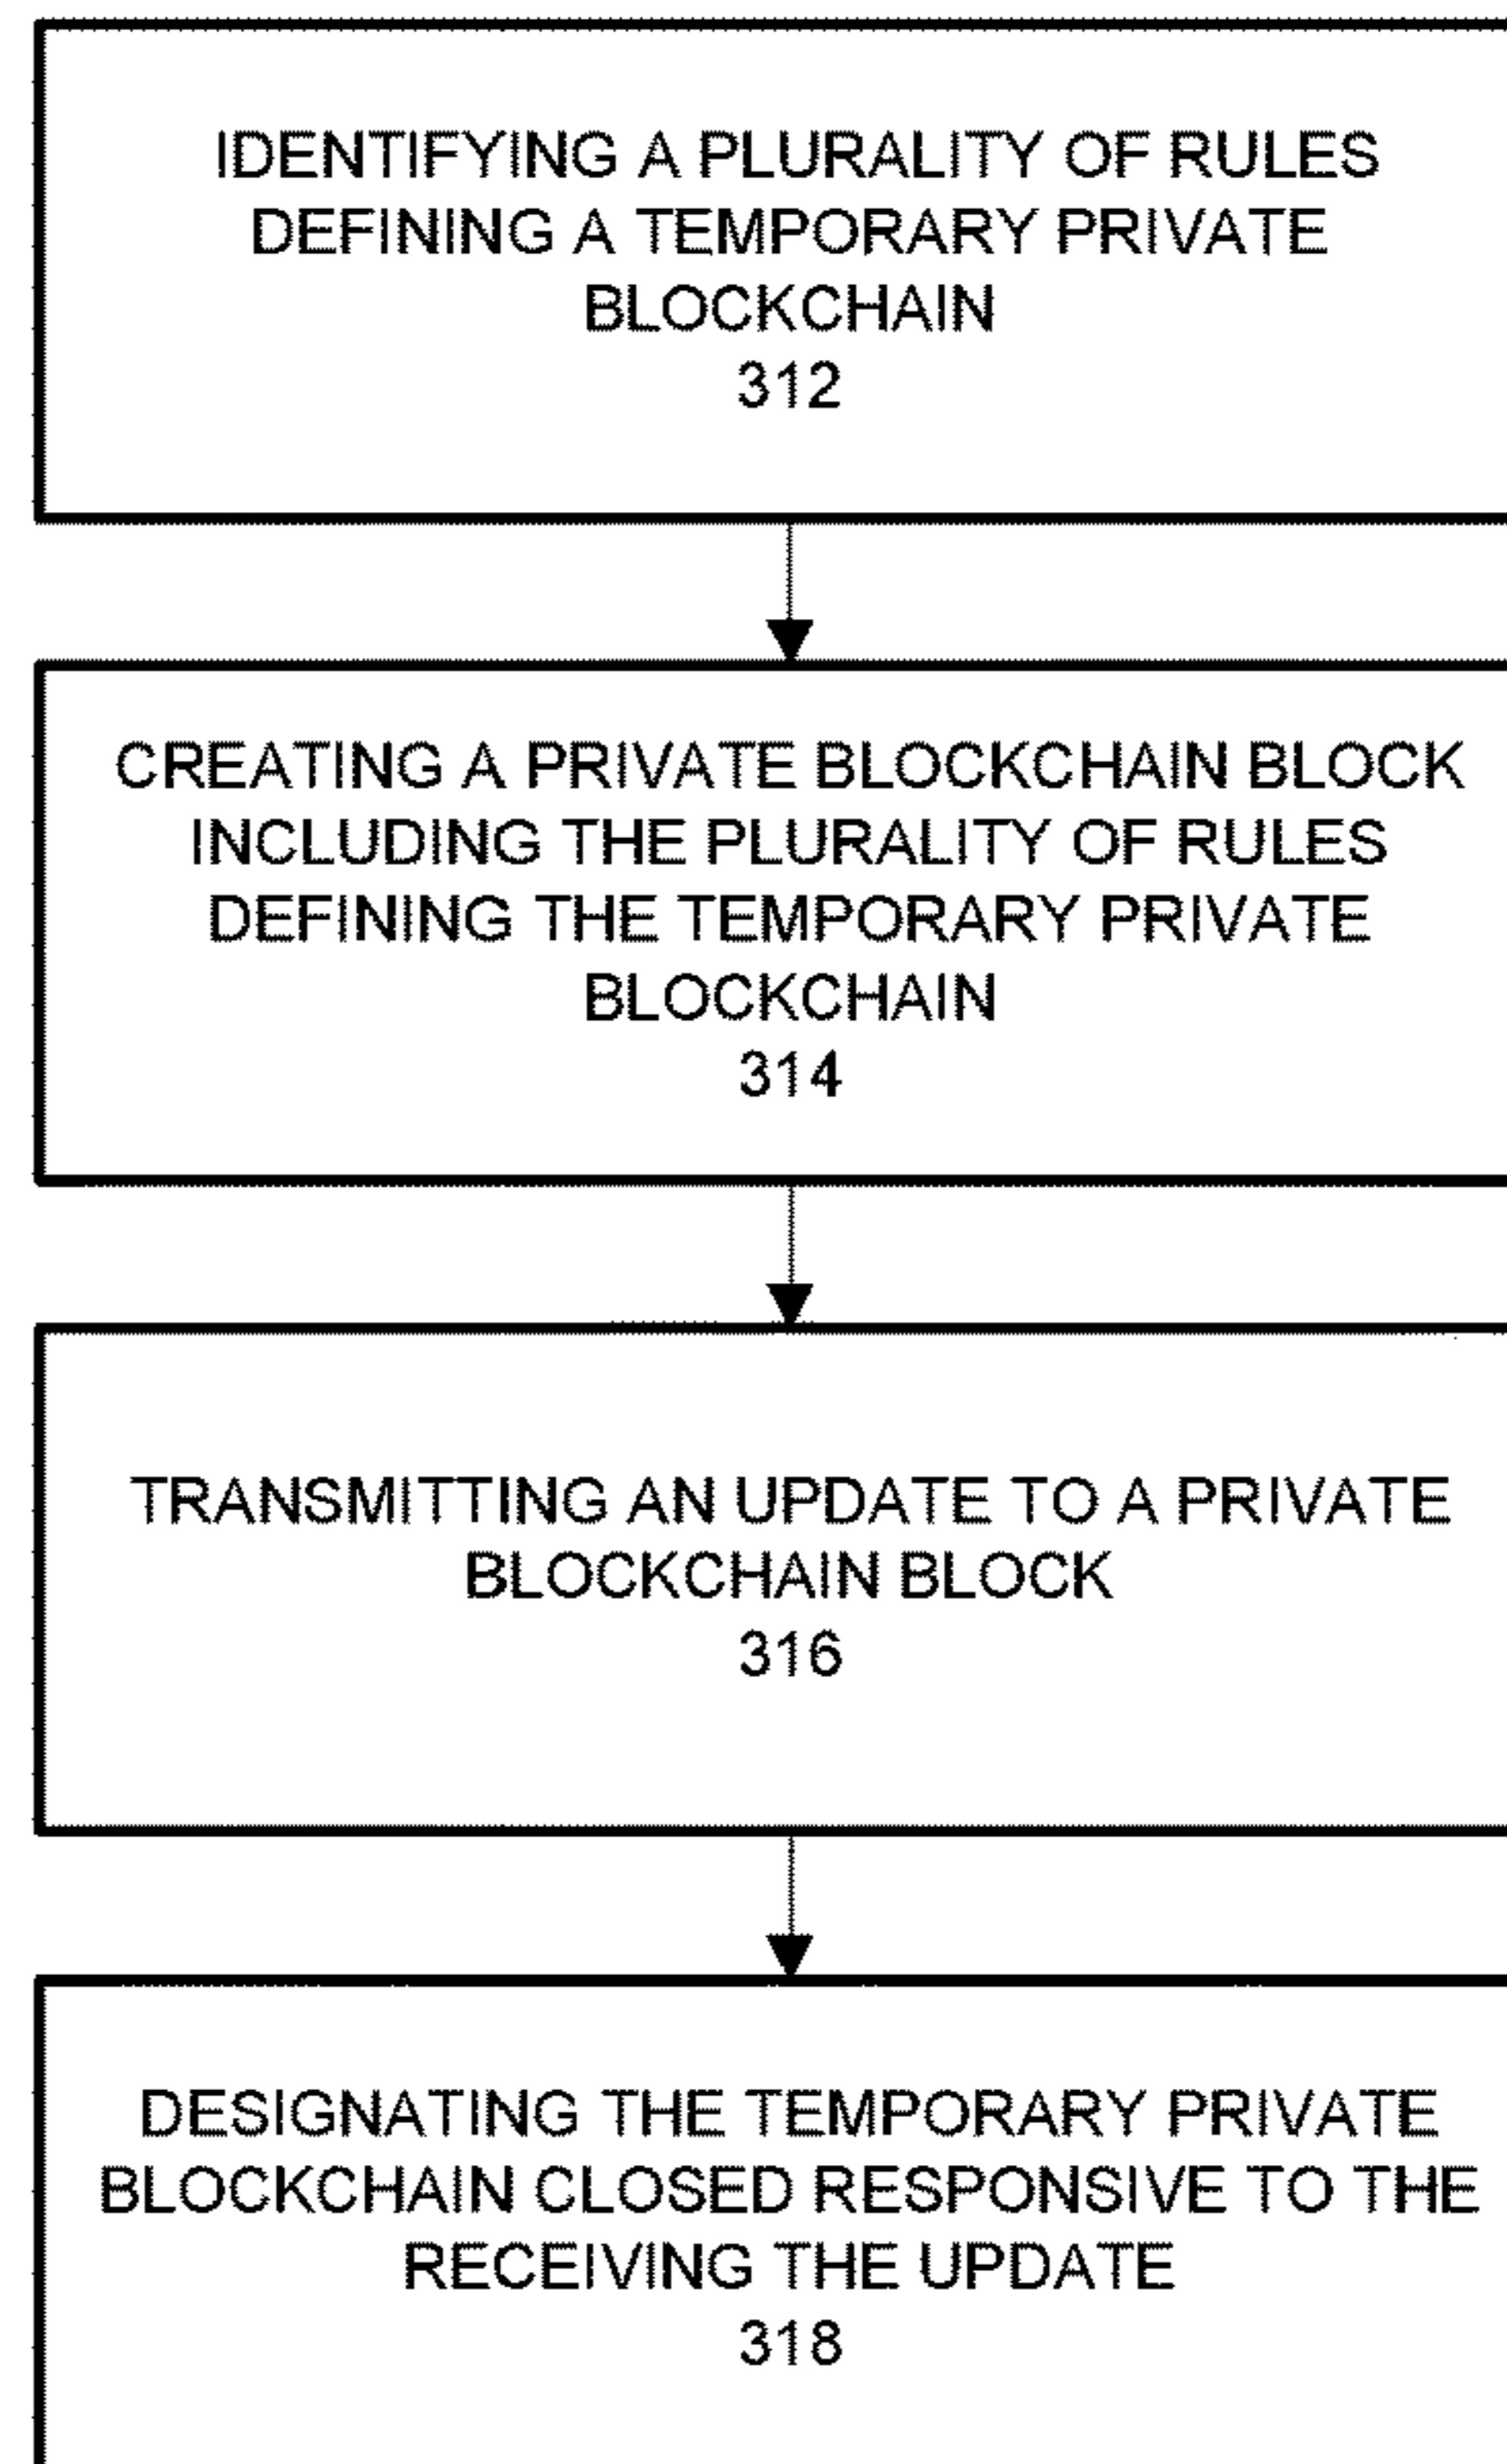 IDENTIFYING A PLURALITY OF RULES
DEFINING A TEMPORARY PRIVATE
BLOCKCHAIN
312
CREATING A PRIVATE BLOCKCHAIN BLOCK
INCLUDING THE PLURALITY OF RULES
DEFINING THE TEMPORARY PRIVATE
BLOCKCHAIN
314
TRANSMITTING AN UPDATE TO A PRIVATE
BLOCKCHAIN BLOCK
316
DESIGNATING THE TEMPORARY PRIVATE
BLOCKCHAIN CLOSED RESPONSIVE TO THE
RECEIVING THE UPDATE
318